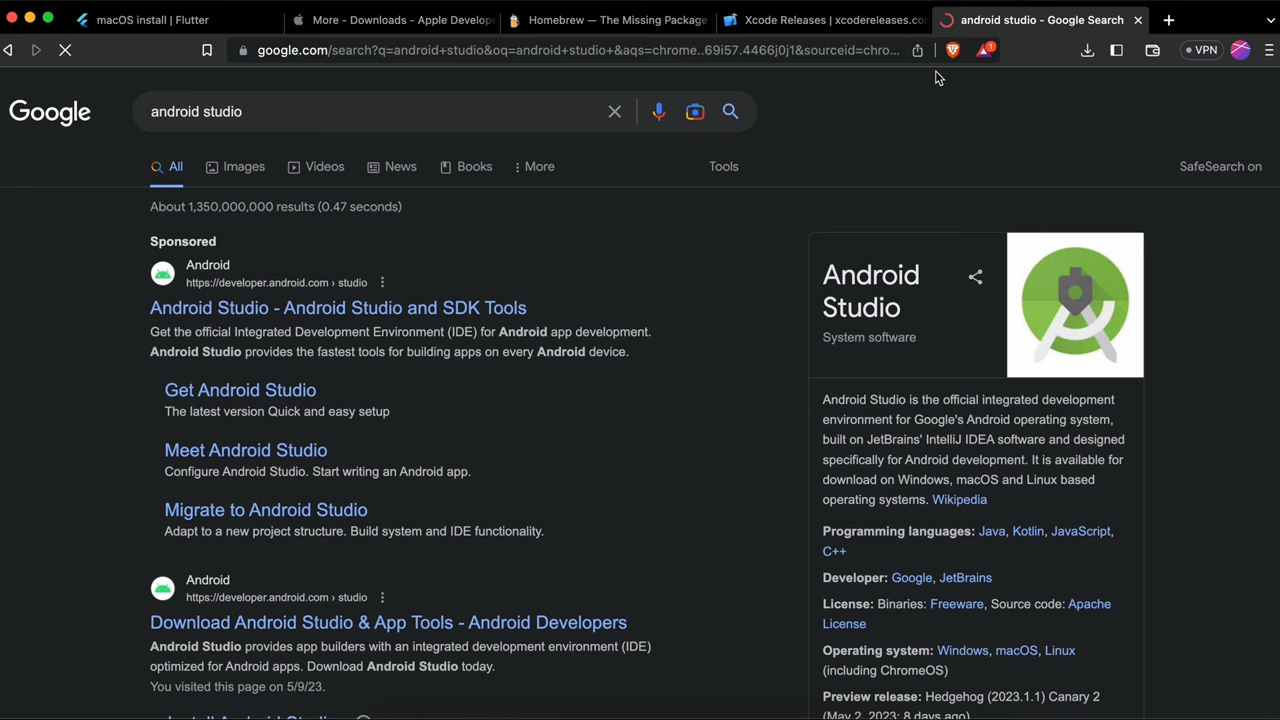 macOS install | Flutter
More - Downloads - Apple Develope
Homebrew — The Missing Package
Xcode Releases | xcodereleases.co
android studio - Google Search
google.com/search?q=android+studio&oq=android+studio+&aqs=chrome..69i57.4466j0j1&sourceid=chro...
1
VPN
Google
android studio
All
Images
Videos
News
Books
More
Tools
SafeSearch on
About 1,350,000,000 results (0.47 seconds)
Sponsored
Android
https://developer.android.com › studio
Android Studio - Android Studio and SDK Tools
Get the official Integrated Development Environment (IDE) for Android app development.
Android Studio provides the fastest tools for building apps on every Android device.
Get Android Studio
The latest version Quick and easy setup
Meet Android Studio
Configure Android Studio. Start writing an Android app.
Migrate to Android Studio
Adapt to a new project structure. Build system and IDE functionality.
Android
https://developer.android.com › studio
Download Android Studio & App Tools - Android Developers
Android Studio provides app builders with an integrated development environment (IDE)
optimized for Android apps. Download Android Studio today.
You visited this page on 5/9/23.
Install Android Studio
Android
Studio
System software
Android Studio is the official integrated development
environment for Google's Android operating system,
built on JetBrains' IntelliJ IDEA software and designed
specifically for Android development. It is available for
download on Windows, macOS and Linux based
operating systems. Wikipedia
Programming languages: Java, Kotlin, JavaScript,
C++
Developer: Google, JetBrains
License: Binaries: Freeware, Source code: Apache
License
Operating system: Windows, macOS, Linux
(including ChromeOS)
Preview release: Hedgehog (2023.1.1) Canary 2
(May 2, 2023; 8 days ago)